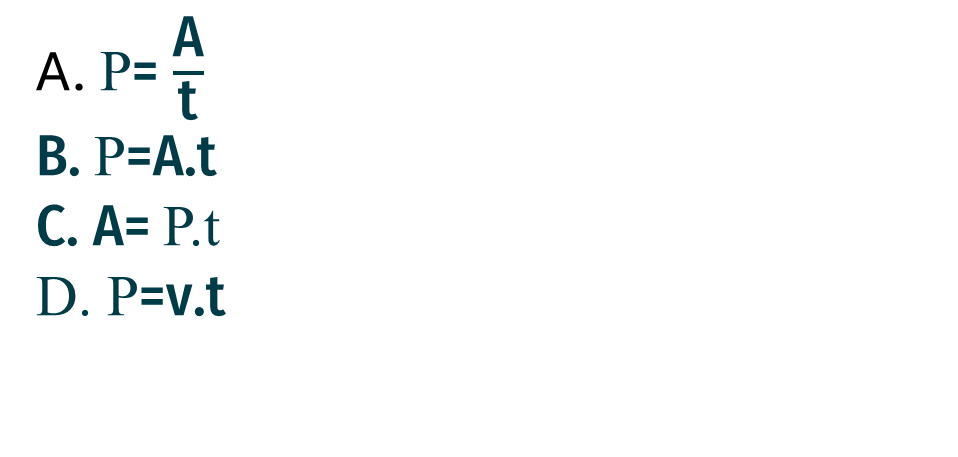 A. P= A/t
B. P=A.t
C. A= P.t
D. P=v.t